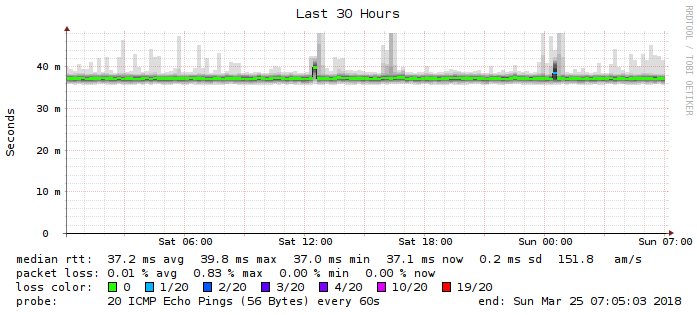 Last 30 Hours
RRDTOOL / TOBI OETIKER
Seconds
40 m
30 m
20 m
10 m
0
Sat 06:00 Sat 12:00 Sat 18:00 Sun 00:00 Sun 07:00
median rtt: 37.2 ms avg 39.8 ms max 37.0 ms min 37.1 ms now 0.2 ms sd 151.8 am/s
packet loss: 0.01 % avg 0.83 % max 0.00 % min 0.00 % now
loss color: 0 1/20 2/20 3/20 4/20 10/20 19/20
probe: 20 ICMP Echo Pings (56 Bytes) every 60s end: Sun Mar 25 07:05:03 2018